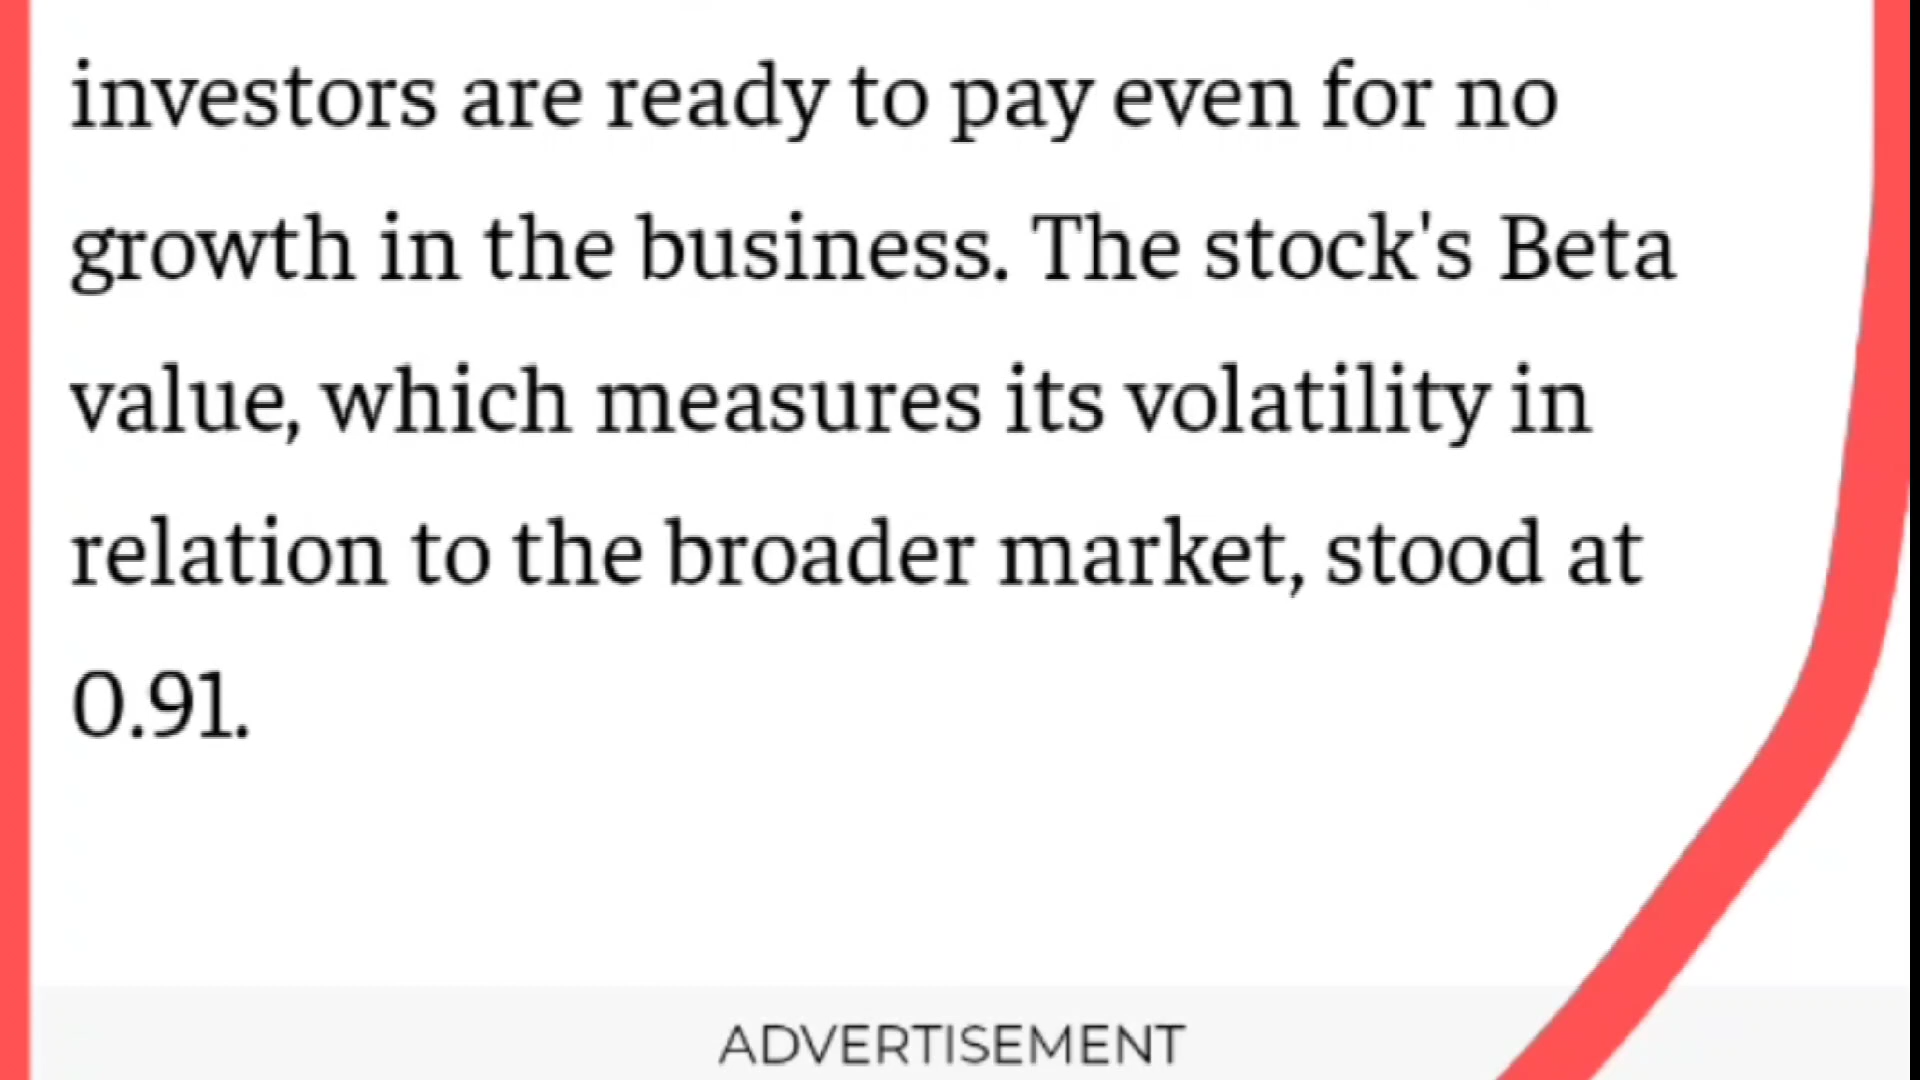 investors are ready to pay even for no
growth in the business. The stock's Beta
value, which measures its volatility in
relation to the broader market, stood at
0.91.
ADVERTISEMENT